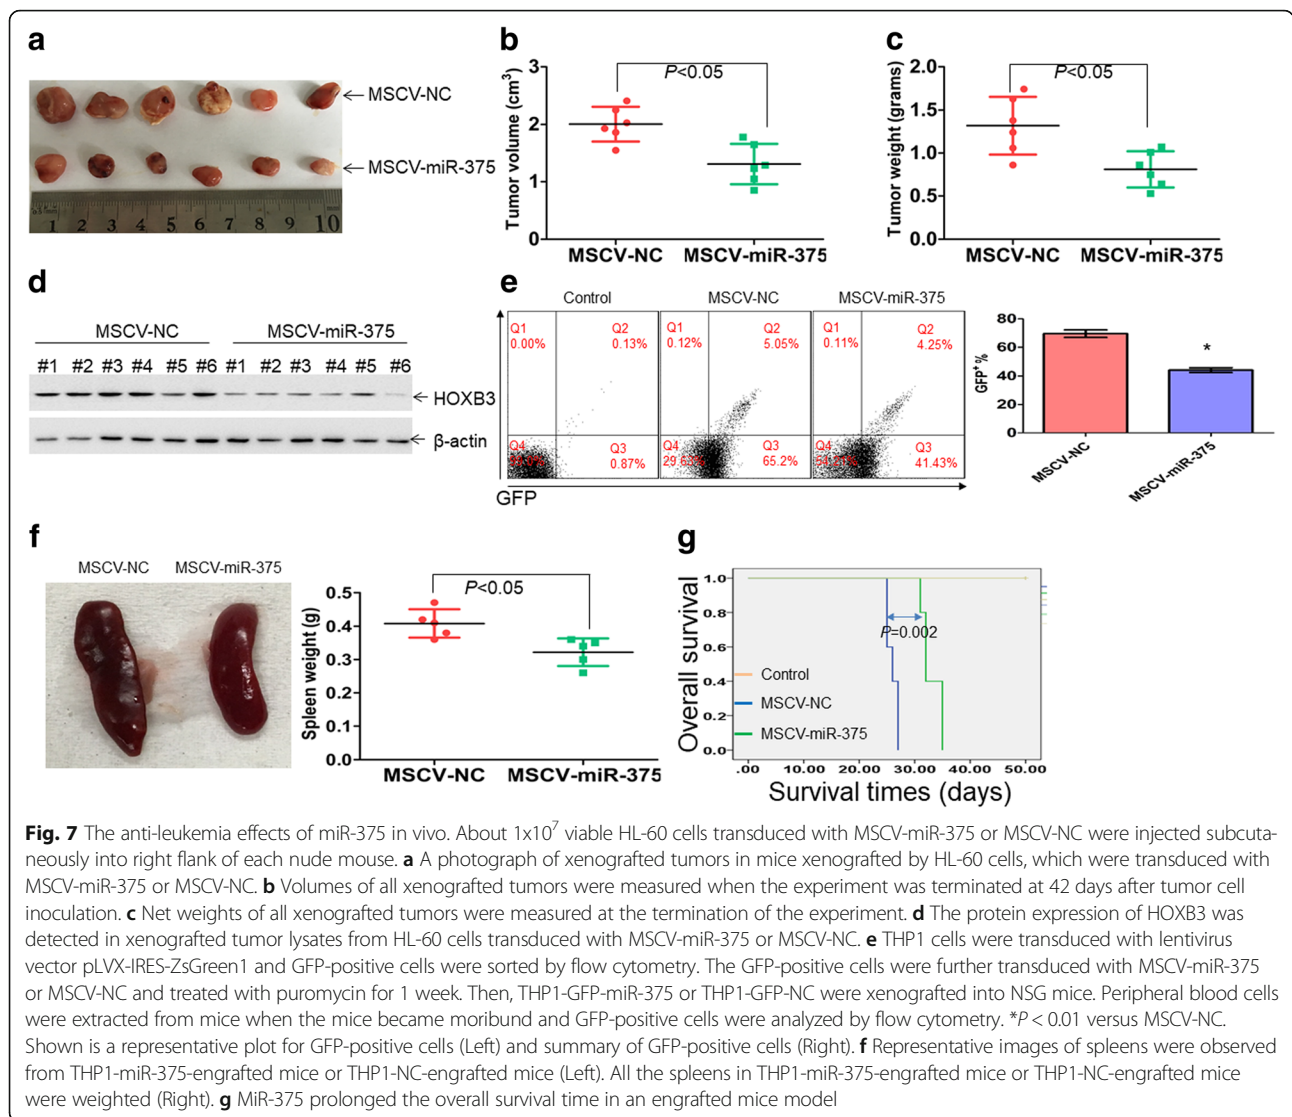 a
MSCV-NC
MSCV-miR-375
1 2 3 4 5 6 7 8 9 10
b
Tumor volume (cm³)
3
2
1
0
P<0.05
MSCV-NC MSCV-miR-375
c
Tumor weight (grams)
2.0
1.5
1.0
0.5
0.0
P<0.05
MSCV-NC MSCV-miR-375
d
MSCV-NC MSCV-miR-375
#1 #2 #3 #4 #5 #6 #1 #2 #3 #4 #5 #6
HOXB3
β-actin
e
Control MSCV-NC MSCV-miR-375
Q1 Q2 Q1 Q2 Q1 Q2
0.00% 0.13% 0.12% 5.05% 0.11% 4.25%
Q4 Q3 Q4 Q3 Q4 Q3
0.87% 65.2% 41.43%
GFP
GFP⁺%
80
60
40
20
0
*
MSCV-NC
MSCV-miR-375
f
MSCV-NC MSCV-miR-375
Spleen weight (g)
0.5
0.4
0.3
0.2
0.1
0.0
P<0.05
MSCV-NC MSCV-miR-375
g
Overall survival
1.0
0.8
0.6
0.4
0.2
0.0
P=0.002
Control
MSCV-NC
MSCV-miR-375
.00 10.00 20.00 30.00 40.00 50.00
Survival times (days)
Fig. 7 The anti-leukemia effects of miR-375 in vivo. About 1x10⁷ viable HL-60 cells transduced with MSCV-miR-375 or MSCV-NC were injected subcuta-
neously into right flank of each nude mouse. a A photograph of xenografted tumors in mice xenografted by HL-60 cells, which were transduced with
MSCV-miR-375 or MSCV-NC. b Volumes of all xenografted tumors were measured when the experiment was terminated at 42 days after tumor cell
inoculation. c Net weights of all xenografted tumors were measured at the termination of the experiment. d The protein expression of HOXB3 was
detected in xenografted tumor lysates from HL-60 cells transduced with MSCV-miR-375 or MSCV-NC. e THP1 cells were transduced with lentivirus
vector pLVX-IRES-ZsGreen1 and GFP-positive cells were sorted by flow cytometry. The GFP-positive cells were further transduced with MSCV-miR-375
or MSCV-NC and treated with puromycin for 1 week. Then, THP1-GFP-miR-375 or THP1-GFP-NC were xenografted into NSG mice. Peripheral blood cells
were extracted from mice when the mice became moribund and GFP-positive cells were analyzed by flow cytometry. *P < 0.01 versus MSCV-NC.
Shown is a representative plot for GFP-positive cells (Left) and summary of GFP-positive cells (Right). f Representative images of spleens were observed
from THP1-miR-375-engrafted mice or THP1-NC-engrafted mice (Left). All the spleens in THP1-miR-375-engrafted mice or THP1-NC-engrafted mice
were weighted (Right). g MiR-375 prolonged the overall survival time in an engrafted mice model